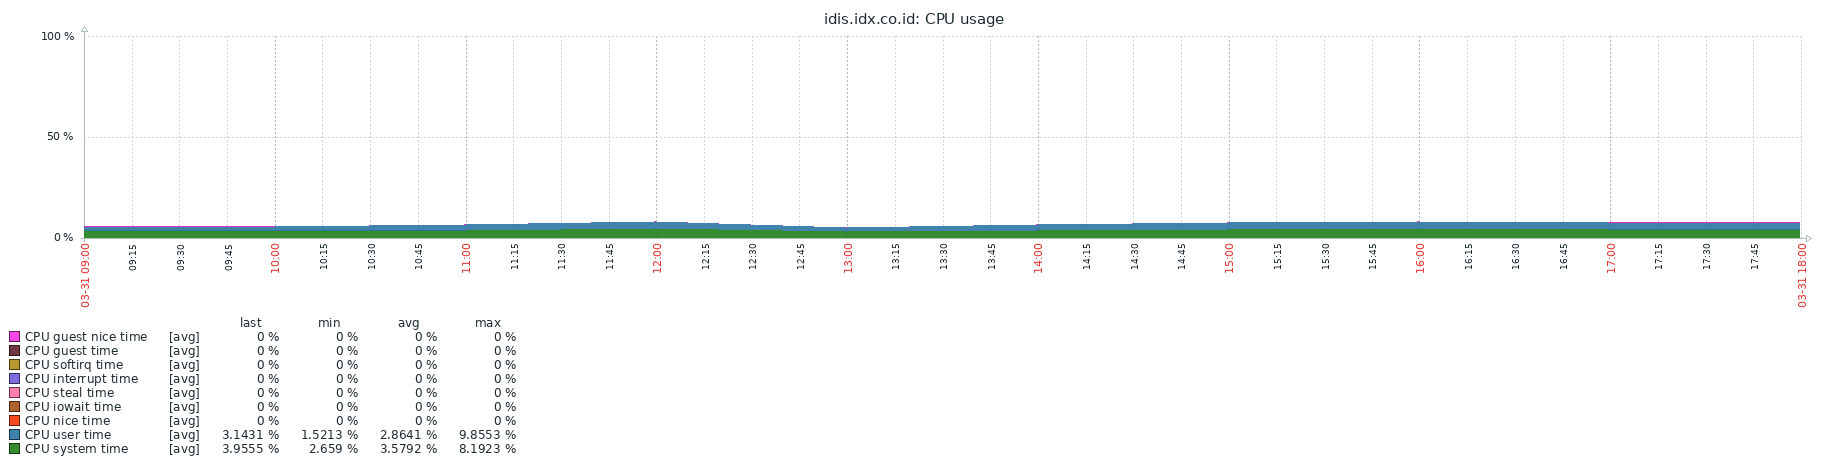 idis.idx.co.id: CPU usage
100 %
50 %
0 %
03-31 09:00 09:15 09:30 09:45 10:00 10:15 10:30 10:45 11:00 11:15 11:30 11:45 12:00 12:15 12:30 12:45 13:00 13:15 13:30 13:45 14:00 14:15 14:30 14:45 15:00 15:15 15:30 15:45 16:00 16:15 16:30 16:45 17:00 17:15 17:30 17:45 03-31 18:00
last min avg max
CPU guest nice time [avg] 0 % 0 % 0 % 0 %
CPU guest time [avg] 0 % 0 % 0 % 0 %
CPU softirq time [avg] 0 % 0 % 0 % 0 %
CPU interrupt time [avg] 0 % 0 % 0 % 0 %
CPU steal time [avg] 0 % 0 % 0 % 0 %
CPU iowait time [avg] 0 % 0 % 0 % 0 %
CPU nice time [avg] 0 % 0 % 0 % 0 %
CPU user time [avg] 3.1431 % 1.5213 % 2.8641 % 9.8553 %
CPU system time [avg] 3.9555 % 2.659 % 3.5792 % 8.1923 %